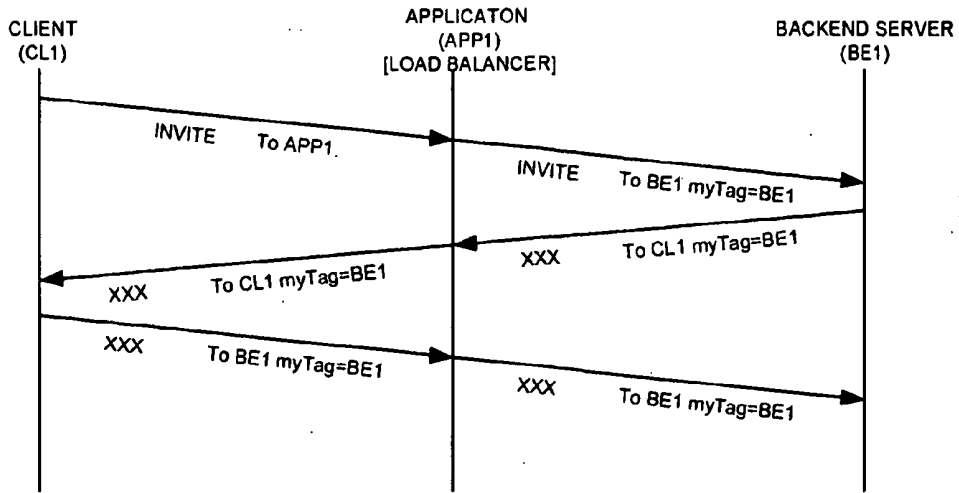 CLIENT
(CL1)
APPLICATON
(APP1)
[LOAD BALANCER]
BACKEND SERVER
(BE1)
INVITE To APP1
INVITE To BE1 myTag=BE1
XXX To CL1 myTag=BE1
XXX To CL1 myTag=BE1
XXX To BE1 myTag=BE1
XXX To BE1 myTag=BE1